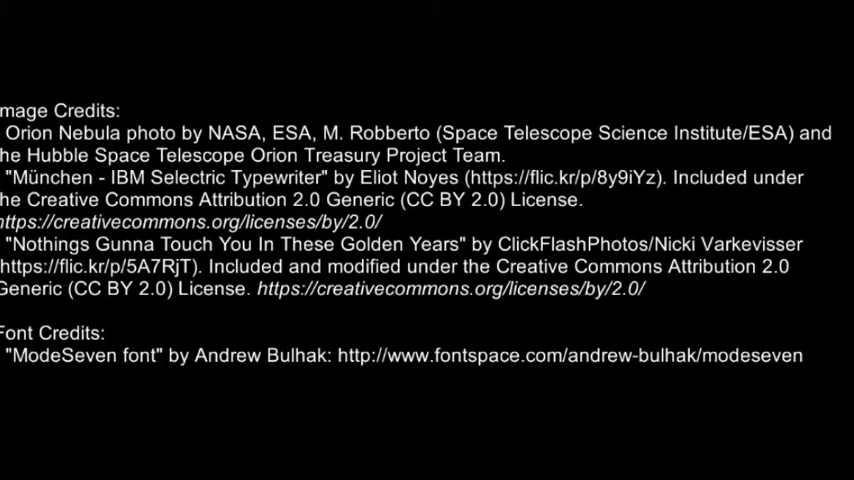 mage Credits:
Orion Nebula photo by NASA, ESA, M. Robberto (Space Telescope Science Institute/ESA) and
he Hubble Space Telescope Orion Treasury Project Team.
"München - IBM Selectric Typewriter" by Eliot Noyes (https://flic.kr/p/8y9iYz). Included under
he Creative Commons Attribution 2.0 Generic (CC BY 2.0) License.
https://creativecommons.org/licenses/by/2.0/
"Nothings Gunna Touch You In These Golden Years" by ClickFlashPhotos/Nicki Varkevisser
(https://flic.kr/p/5A7RjT). Included and modified under the Creative Commons Attribution 2.0
Generic (CC BY 2.0) License. https://creativecommons.org/licenses/by/2.0/
Font Credits:
"ModeSeven font" by Andrew Bulhak: http://www.fontspace.com/andrew-bulhak/modeseven